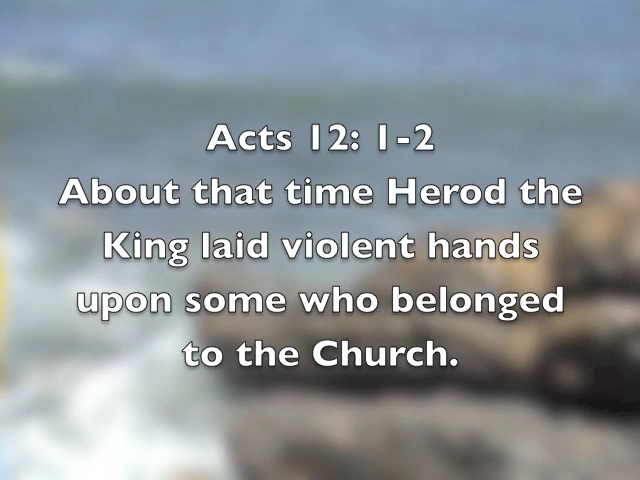 Acts 12: 1-2
About that time Herod the
King laid violent hands
upon some who belonged
to the Church.